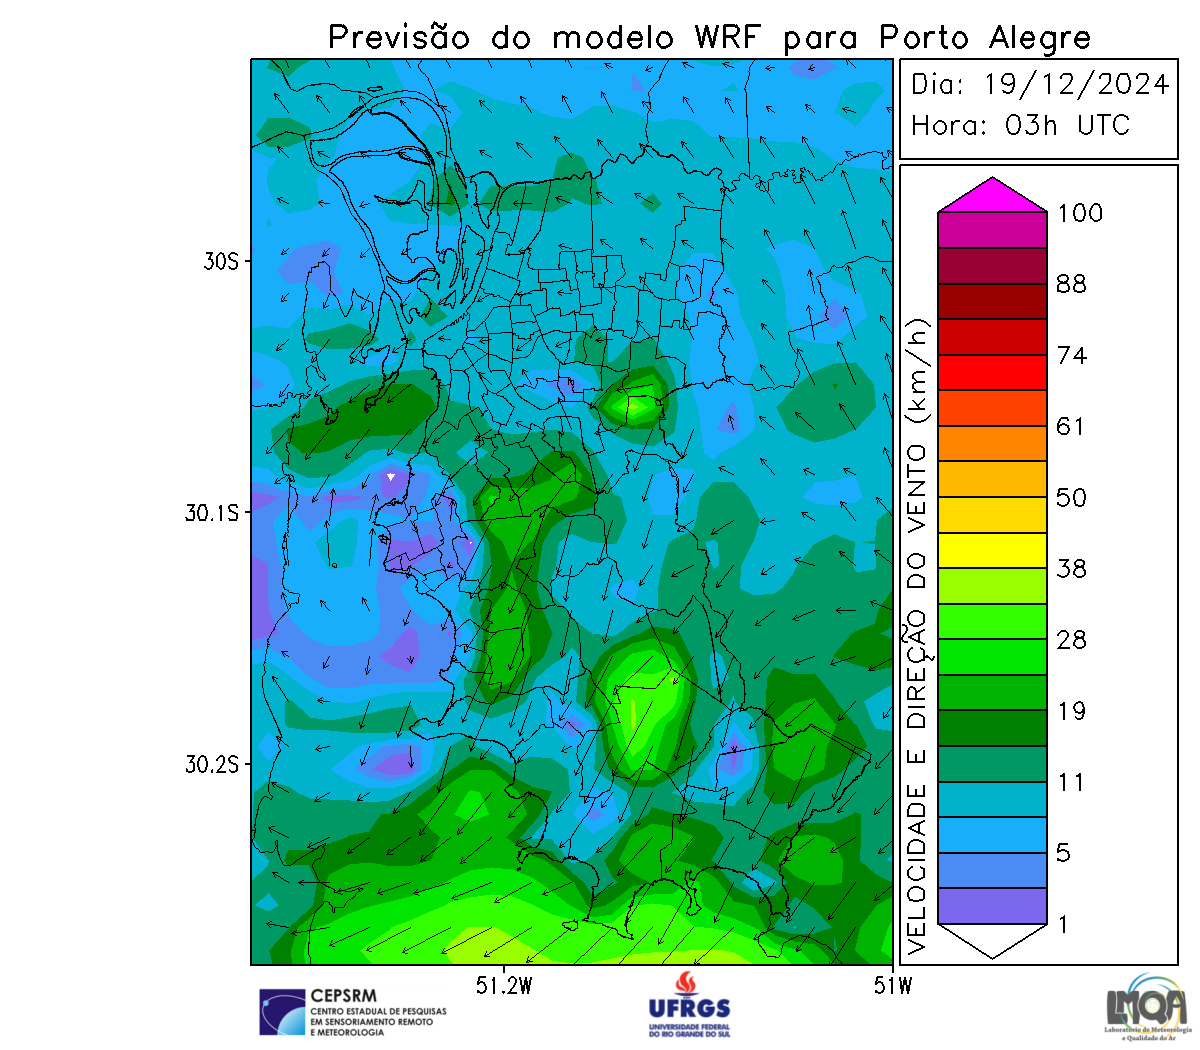 Previsão do modelo WRF para Porto Alegre
Dia: 19/12/2024
Hora: 03h UTC
100
88
74
61
50
38
28
19
11
5
1
VELOCIDADE E DIREÇÃO DO VENTO (km/h)
30S
30.1S
30.2S
51.2W
51W
CEPSRM
CENTRO ESTADUAL DE PESQUISAS
EM SENSORIAMENTO REMOTO
E METEOROLOGIA
UFRGS
UNIVERSIDADE FEDERAL
DO RIO GRANDE DO SUL
LMQA
Laboratório de Meteorologia
e Qualidade do Ar